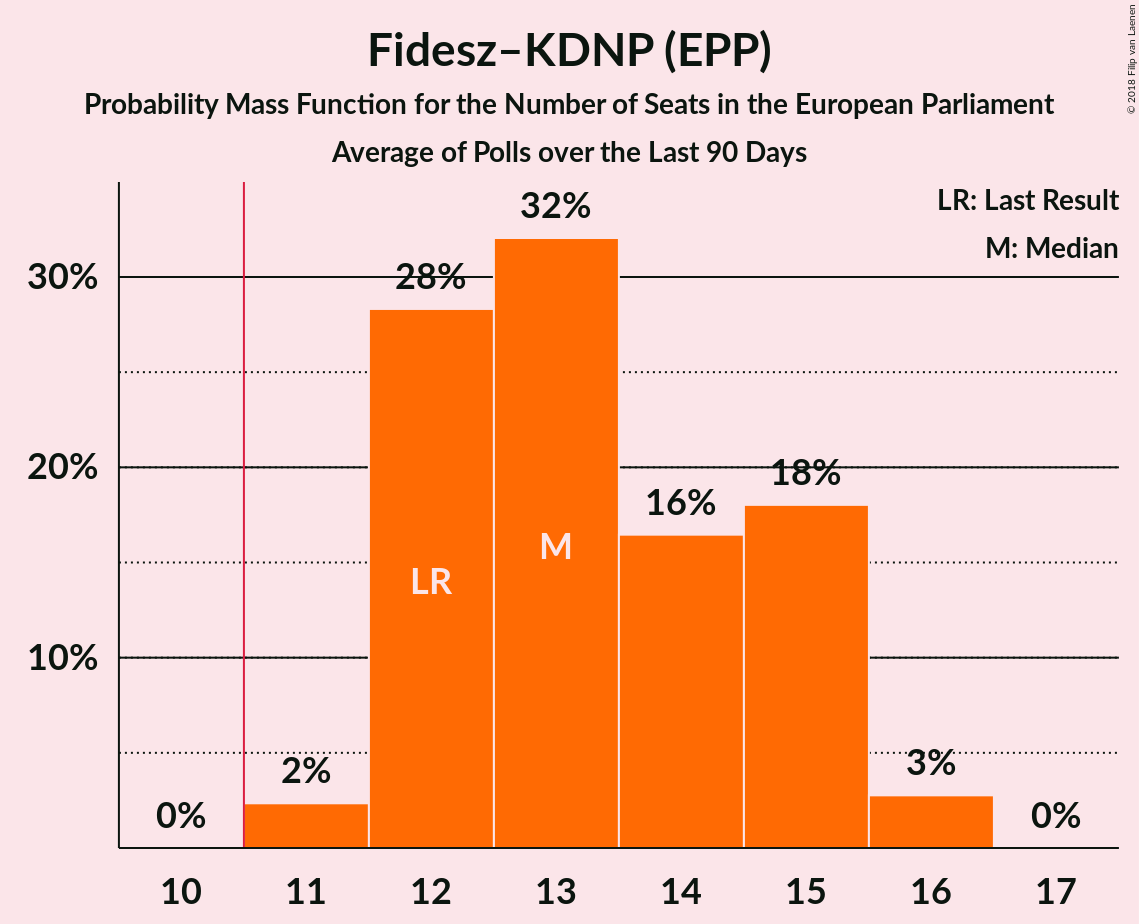 Fidesz–KDNP (EPP)
Probability Mass Function for the Number of Seats in the European Parliament
Average of Polls over the Last 90 Days
© 2018 Filip van Laenen
LR: Last Result
M: Median
30%
20%
10%
0%
2%
28%
32%
16%
18%
3%
0%
LR
M
10 11 12 13 14 15 16 17